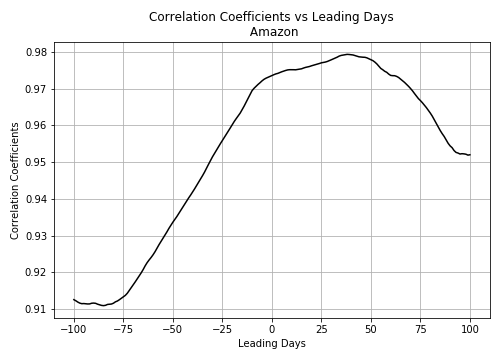 Correlation Coefficients vs Leading Days
Amazon
0.98
0.97
0.96
0.95
0.94
0.93
0.92
0.91
Correlation Coefficients
−100 −75 −50 −25 0 25 50 75 100
Leading Days